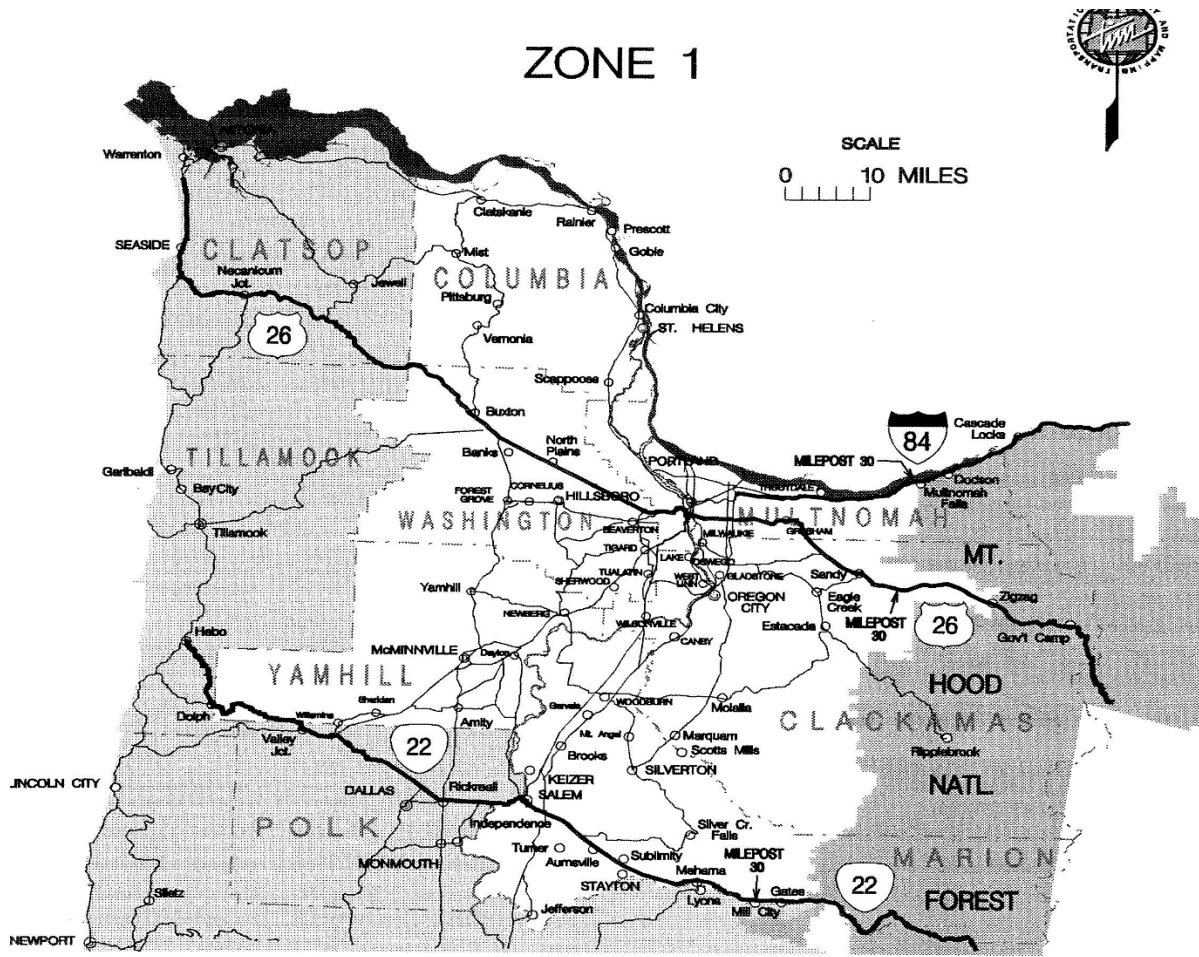 ZONE 1
TRANSPORTATION
AND MAPPING
tim
SCALE
0 10 MILES
ASTORIA
Warrenton
Clatskanie
Rainier
Prescott
Goble
SEASIDE
CLATSOP
Necanicum
Jct.
Jewell
Mist
COLUMBIA
Pittsburg
Columbia City
ST. HELENS
26
Vernonia
Scappoose
Buxton
84
Cascade
Locks
TILLAMOOK
Garibaldi
Bay City
Banks
North
Plains
PORTLAND
MILEPOST 30
Dodson
Multnomah
Falls
TROUTDALE
FOREST
GROVE
CORNELIUS
HILLSBORO
Tillamook
WASHINGTON
BEAVERTON
MULTNOMAH
GRESHAM
MILWAUKIE
TIGARD
LAKE
OSWEGO
MT.
TUALATIN
SHERWOOD
WEST
LINN
GLADSTONE
Sandy
Yamhill
OREGON
CITY
Eagle
Creek
Zigzag
NEWBERG
WILSONVILLE
Estacada
MILEPOST
30
26
Gov't Camp
Hebo
CANBY
McMINNVILLE
Dayton
YAMHILL
HOOD
Sheridan
Dolph
Willamina
Amity
Gervais
WOODBURN
Molalla
CLACKAMAS
Valley
Jct.
22
Mt. Angel
Marquam
Scotts Mills
Ripplebrook
Brooks
LINCOLN CITY
KEIZER
SILVERTON
NATL.
DALLAS
Rickreall
SALEM
POLK
Independence
Silver Cr.
Falls
MONMOUTH
Turner
Aumsville
Sublimity
MILEPOST
30
MARION
STAYTON
Mehama
Lyons
Gates
Mill City
22
FOREST
Siletz
Jefferson
NEWPORT